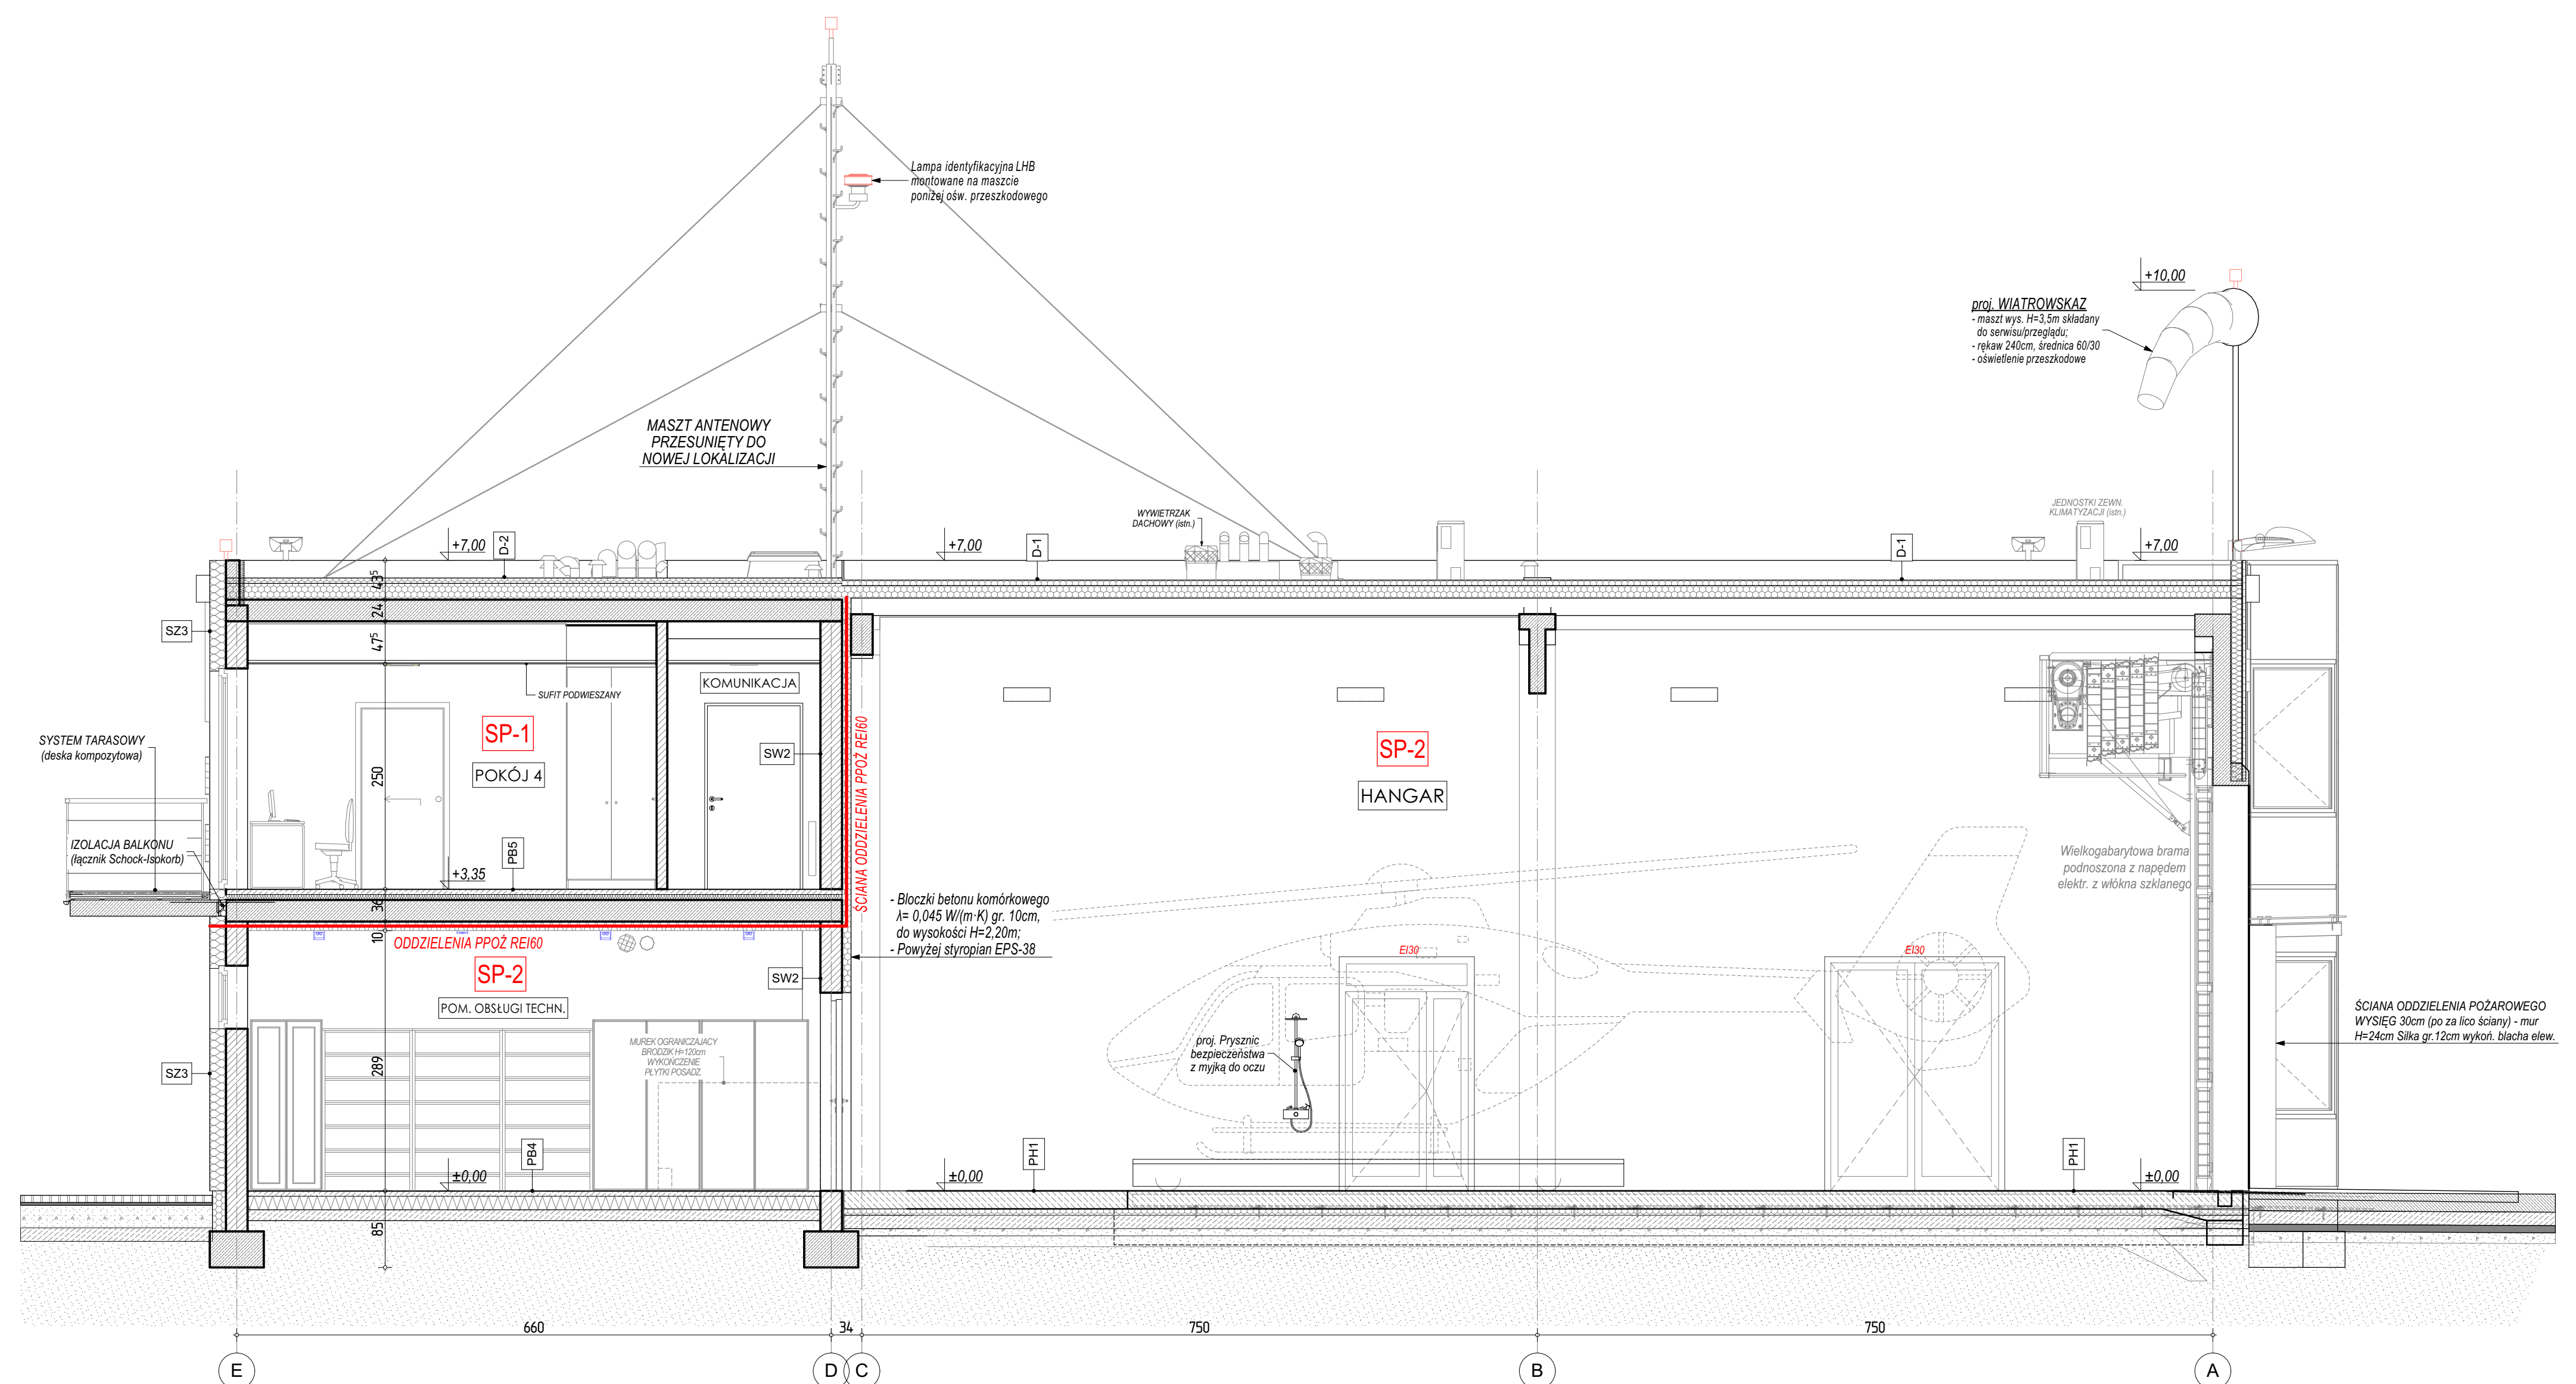 Lampa identyfikacyjna LHB
montowane na maszcie
poniżej ośw. przeszkodowego
+10,00
proj. WIATROWSKAZ
- maszt wys. H=3,5m składany
do serwisu/przeglądu;
- rękaw 240cm, średnica 60/30
- oświetlenie przeszkodowe
MASZT ANTENOWY
PRZESUNIĘTY DO
NOWEJ LOKALIZACJI
WYWIETRZAK
DACHOWY (istn.)
JEDNOSTKI ZEWN.
KLIMATYZACJI (istn.)
+7,00
D-2
+7,00
D-1
D-1
+7,00
43⁵
24
47⁵
SZ3
SUFIT PODWIESZANY
KOMUNIKACJA
SP-1
POKÓJ 4
SW2
ŚCIANA ODDZIELENIA PPOŻ REI60
SP-2
HANGAR
SYSTEM TARASOWY
(deska kompozytowa)
250
IZOLACJA BALKONU
(łącznik Schock-Isokorb)
PB5
+3,35
36
10
Wielkogabarytowa brama
podnoszona z napędem
elektr. z włókna szklanego
- Bloczki betonu komórkowego
λ= 0,045 W/(m·K) gr. 10cm,
do wysokości H=2,20m;
- Powyżej styropian EPS-38
ODDZIELENIA PPOŻ REI60
SP-2
POM. OBSŁUGI TECHN.
SW2
EI30
EI30
ŚCIANA ODDZIELENIA POŻAROWEGO
WYSIĘG 30cm (po za lico ściany) - mur
H=24cm Silka gr.12cm wykoń. blacha elew.
MUREK OGRANICZAJACY
BRODZIK H=120cm
WYKOŃCZENIE
PŁYTKI POSADZ.
proj. Prysznic
bezpieczeństwa
z myjką do oczu
SZ3
289
PB4
±0,00
±0,00
PH1
PH1
±0,00
85
660
34
750
750
E
D
C
B
A